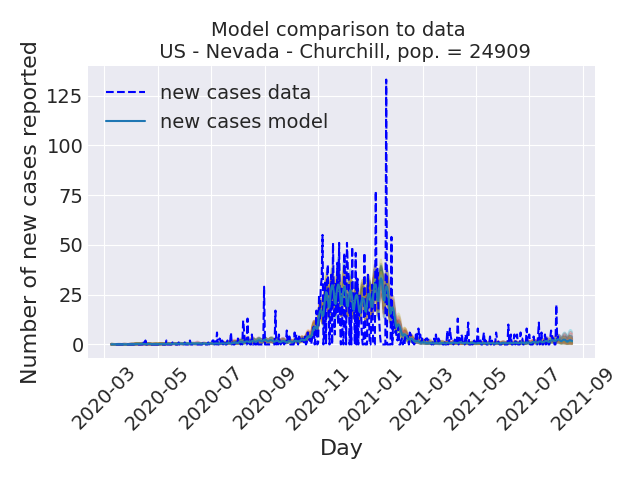 Model comparison to data
US - Nevada - Churchill, pop. = 24909
Number of new cases reported
125
100
75
50
25
0
new cases data
new cases model
2020-03
2020-05
2020-07
2020-09
2020-11
2021-01
2021-03
2021-05
2021-07
2021-09
Day